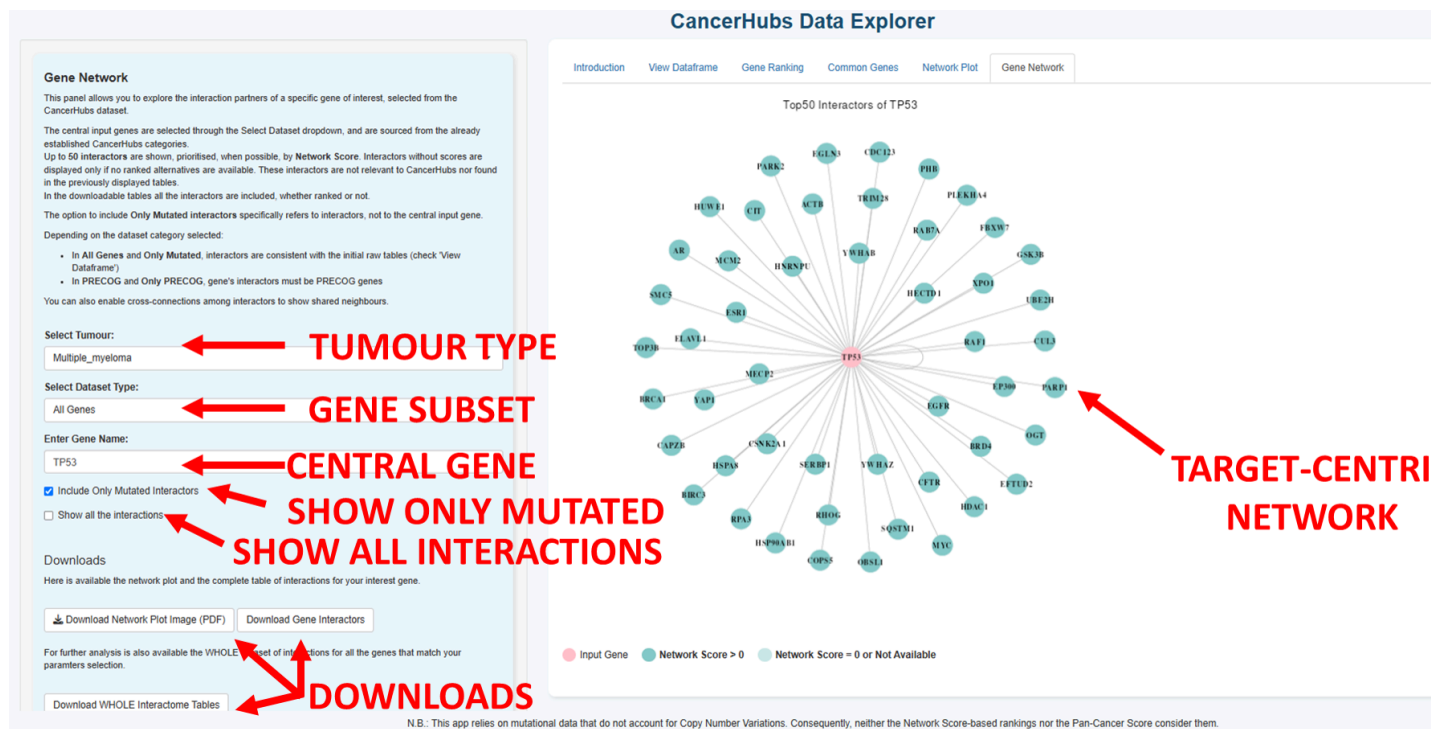 CancerHubs Data Explorer
Gene Network
This panel allows you to explore the interaction partners of a specific gene of interest, selected from the
CancerHubs dataset.
The central input genes are selected through the Select Dataset dropdown, and are sourced from the already
established CancerHubs categories.
Up to 50 interactors are shown, prioritised, when possible, by Network Score. Interactors without scores are
displayed only if no ranked alternatives are available. These interactors are not relevant to CancerHubs nor found
in the previously displayed tables.
In the downloadable tables all the interactors are included, whether ranked or not.
The option to include Only Mutated interactors specifically refers to interactors, not to the central input gene.
Depending on the dataset category selected:
• In All Genes and Only Mutated, interactors are consistent with the initial raw tables (check 'View
Dataframe')
• In PRECOG and Only PRECOG, gene's interactors must be PRECOG genes
You can also enable cross-connections among interactors to show shared neighbours.
Select Tumour:
Multiple_myeloma
TUMOUR TYPE
Select Dataset Type:
All Genes
GENE SUBSET
Enter Gene Name:
TP53
CENTRAL GENE
Include Only Mutated Interactors
SHOW ONLY MUTATED
Show all the interactions
SHOW ALL INTERACTIONS
Downloads
Here is available the network plot and the complete table of interactions for your interest gene.
Download Network Plot Image (PDF) Download Gene Interactors
For further analysis is also available the WHOLE set of interactions for all the genes that match your
paramters selection.
DOWNLOADS
Download WHOLE Interactome Tables
Introduction View Dataframe Gene Ranking Common Genes Network Plot Gene Network
Top50 Interactors of TP53
EGLN3
CDC123
PARK2
PHB
PLEKHA4
TRIM28
HUWE1
CIT
ACTB
RAB7A
FBXW7
AR
MCM2
HNRNPU
YWHAB
GSK3B
XPO1
SMC5
HECTD1
UBE2H
ESR1
TOP3B
ELAVL1
RAF1
CUL3
TP53
MECP2
EP300
PARP1
BRCA1
YAP1
EGFR
CAPZB
CSNK2A1
BRD4
OGT
HSPA8
SERBP1
YWHAZ
CFTR
EFTUD2
BIRC3
HDAC1
RPA3
RHOG
SQSTM1
HSP90AB1
MYC
COPS5
OBSL1
TARGET-CENTRI
NETWORK
Input Gene Network Score > 0 Network Score = 0 or Not Available
N.B.: This app relies on mutational data that do not account for Copy Number Variations. Consequently, neither the Network Score-based rankings nor the Pan-Cancer Score consider them.